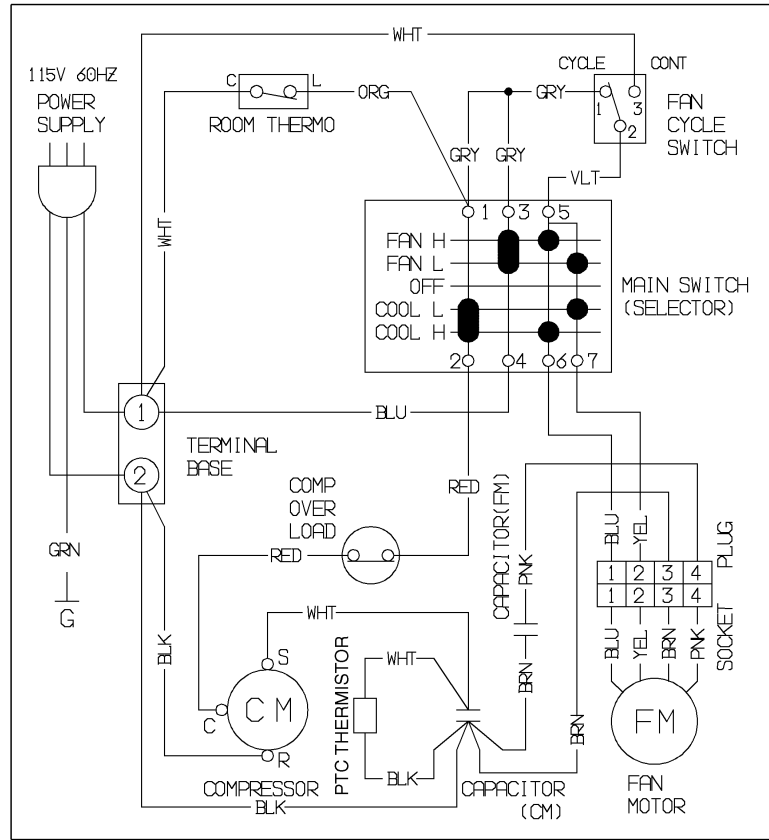 WHT
115V 60HZ
POWER
SUPPLY
C
L
ORG
ROOM THERMO
CYCLE
CONT
GRY
1
3
2
FAN
CYCLE
SWITCH
GRY
GRY
VLT
WHT
1
3
5
FAN H
FAN L
OFF
COOL L
COOL H
MAIN SWITCH
(SELECTOR)
2
4
6
7
1
BLU
2
TERMINAL
BASE
RED
GRN
G
COMP
OVER
LOAD
RED
CAPACITOR(FM)
PNK
BLU
YEL
PLUG
1 2 3 4
1 2 3 4
SOCKET
BLU
YEL
BRN
PNK
BLK
WHT
S
C
CM
R
COMPRESSOR
PTC THERMISTOR
WHT
BLK
BRN
BRN
FM
FAN
MOTOR
BLK
CAPACITOR
(CM)